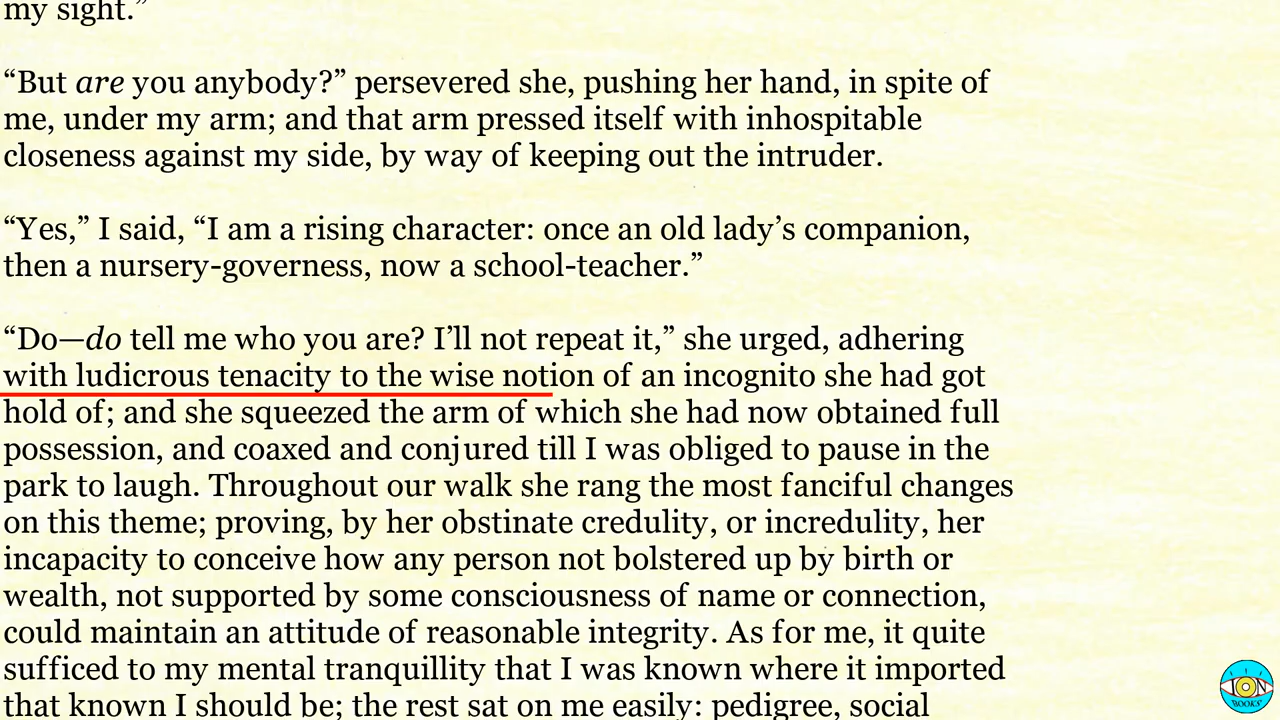 my sight.”
“But are you anybody?” persevered she, pushing her hand, in spite of
me, under my arm; and that arm pressed itself with inhospitable
closeness against my side, by way of keeping out the intruder.
“Yes,” I said, “I am a rising character: once an old lady’s companion,
then a nursery-governess, now a school-teacher.”
“Do—do tell me who you are? I’ll not repeat it,” she urged, adhering
with ludicrous tenacity to the wise notion of an incognito she had got
hold of; and she squeezed the arm of which she had now obtained full
possession, and coaxed and conjured till I was obliged to pause in the
park to laugh. Throughout our walk she rang the most fanciful changes
on this theme; proving, by her obstinate credulity, or incredulity, her
incapacity to conceive how any person not bolstered up by birth or
wealth, not supported by some consciousness of name or connection,
could maintain an attitude of reasonable integrity. As for me, it quite
sufficed to my mental tranquillity that I was known where it imported
that known I should be; the rest sat on me easily: pedigree, social
ION
BOOKS